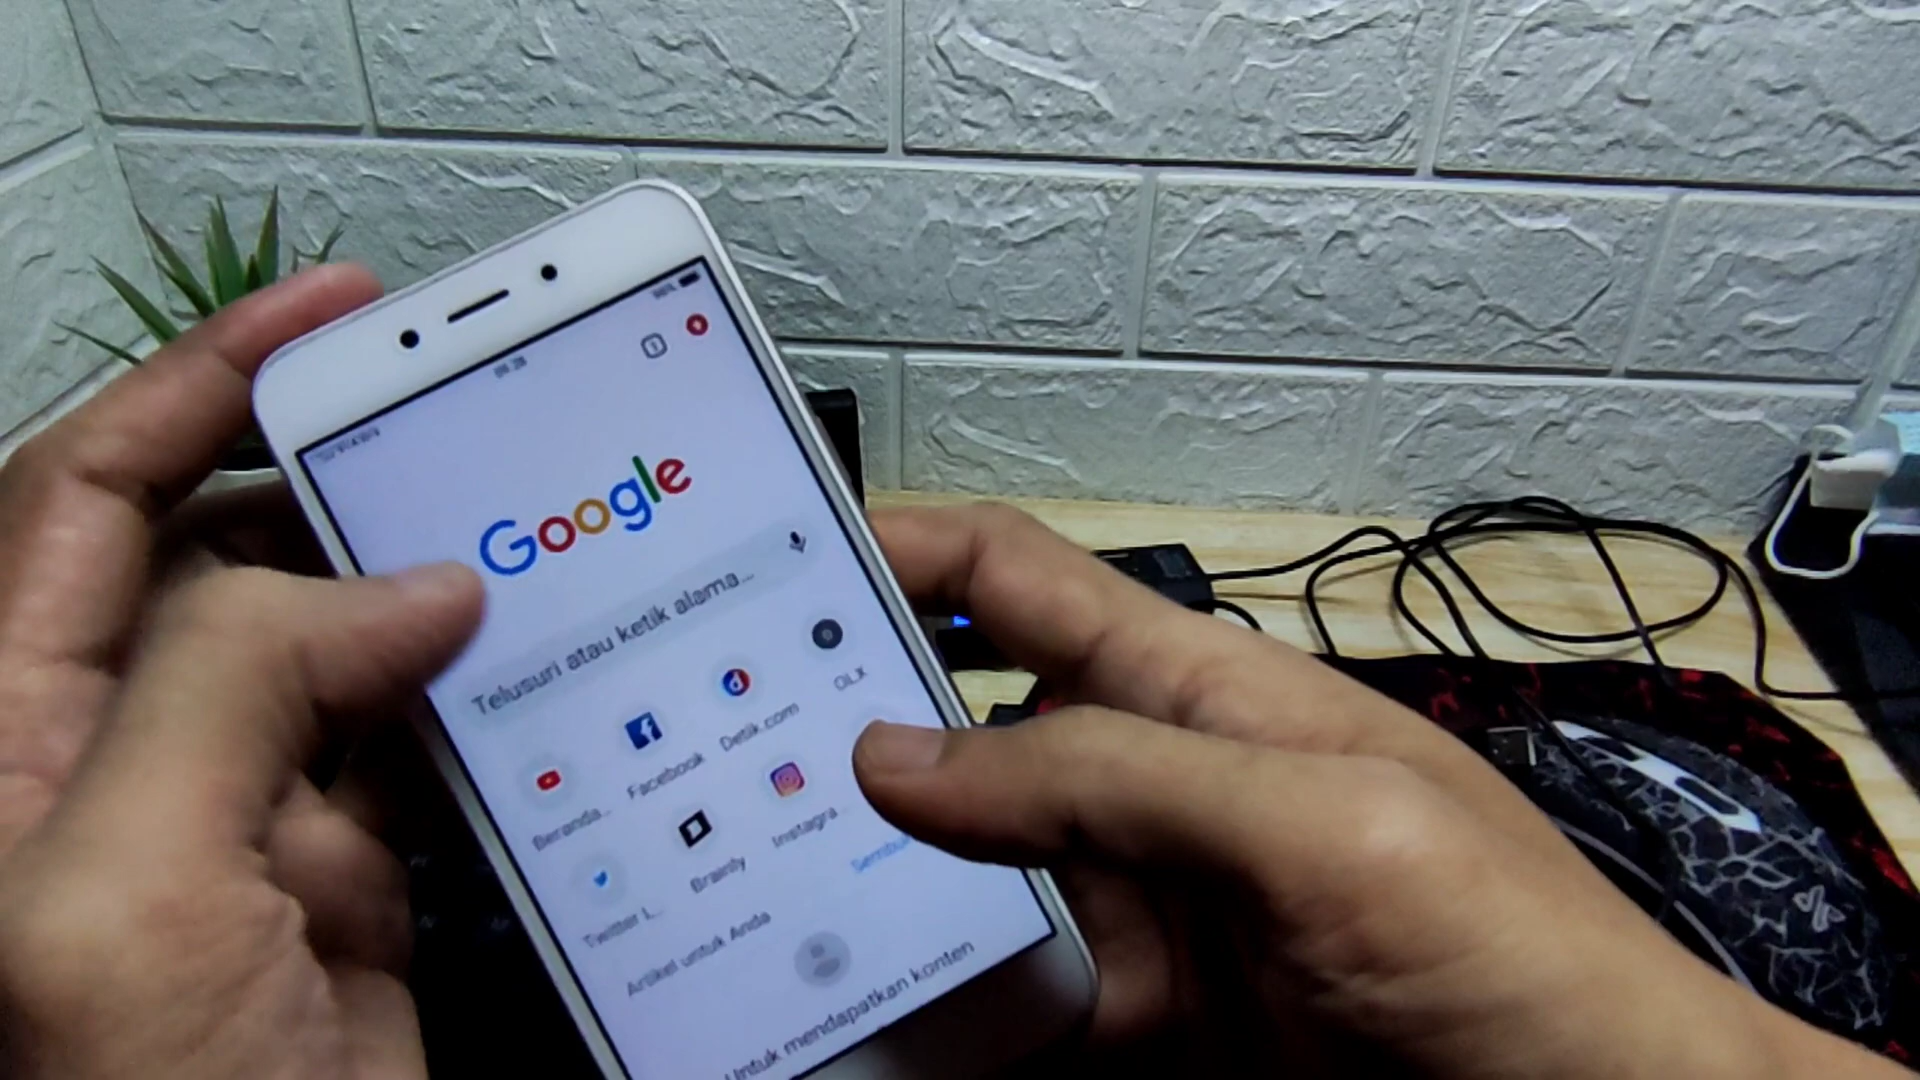 Google
Telusuri atau ketik alama...
Beranda...
Facebook
Detik.com
OLX
Twitter I...
Brainly
Instagra...
Artikel untuk Anda
Untuk mendapatkan konten